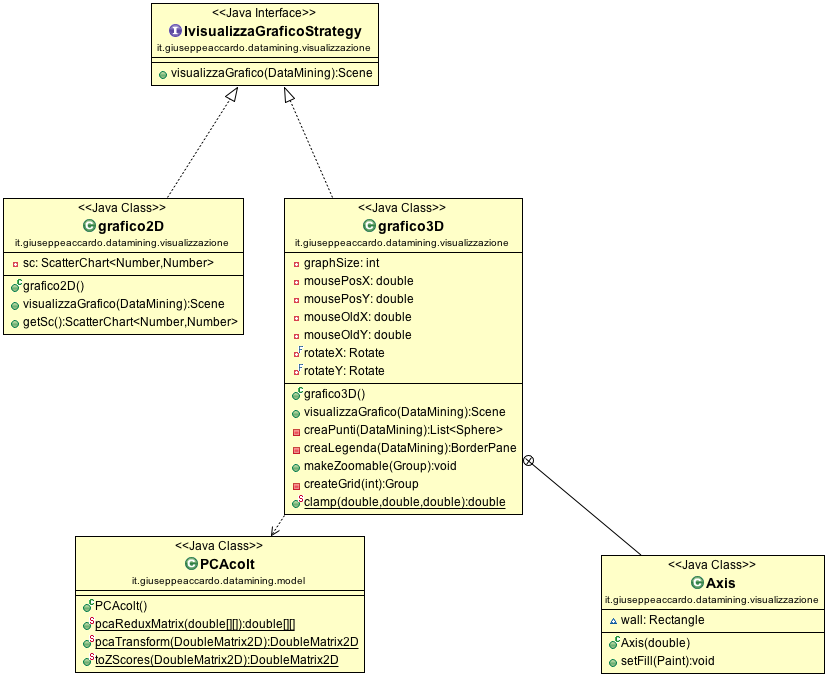 <<Java Interface>>
IvisualizzaGraficoStrategy
it.giuseppeaccardo.datamining.visualizzazione
visualizzaGrafico(DataMining):Scene
<<Java Class>>
grafico2D
it.giuseppeaccardo.datamining.visualizzazione
sc: ScatterChart<Number,Number>
grafico2D()
visualizzaGrafico(DataMining):Scene
getSc():ScatterChart<Number,Number>
<<Java Class>>
grafico3D
it.giuseppeaccardo.datamining.visualizzazione
graphSize: int
mousePosX: double
mousePosY: double
mouseOldX: double
mouseOldY: double
rotateX: Rotate
rotateY: Rotate
grafico3D()
visualizzaGrafico(DataMining):Scene
creaPunti(DataMining):List<Sphere>
creaLegenda(DataMining):BorderPane
makeZoomable(Group):void
createGrid(int):Group
clamp(double,double,double):double
<<Java Class>>
PCAcolt
it.giuseppeaccardo.datamining.model
PCAcolt()
pcaReduxMatrix(double[][]):double[][]
pcaTransform(DoubleMatrix2D):DoubleMatrix2D
toZScores(DoubleMatrix2D):DoubleMatrix2D
<<Java Class>>
Axis
it.giuseppeaccardo.datamining.visualizzazione
wall: Rectangle
Axis(double)
setFill(Paint):void